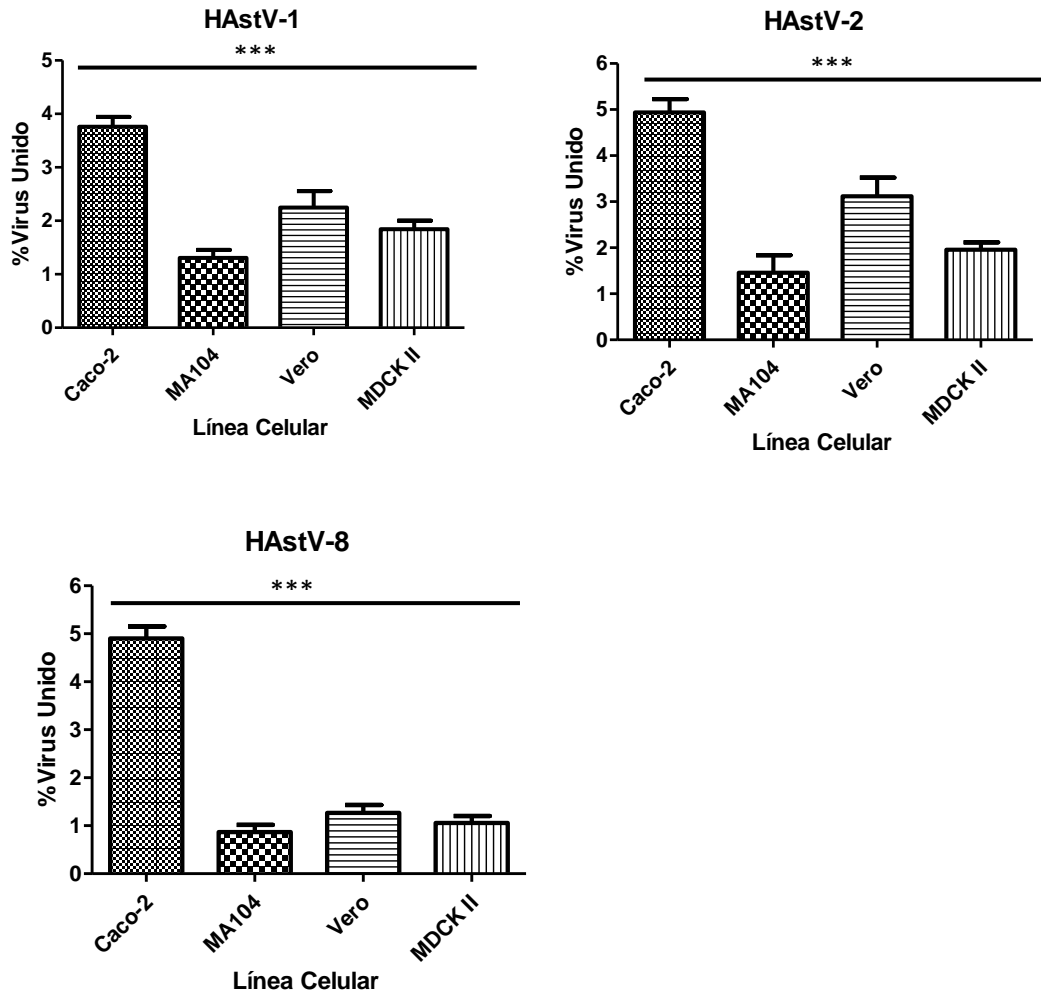 HAstV-1
***
5
4
3
2
1
0
%Virus Unido
Caco-2
MA104
Vero
MDCK II
Línea Celular
HAstV-2
***
6
5
4
3
2
1
0
%Virus Unido
Caco-2
MA104
Vero
MDCK II
Línea Celular
HAstV-8
***
6
5
4
3
2
1
0
%Virus Unido
Caco-2
MA104
Vero
MDCK II
Línea Celular